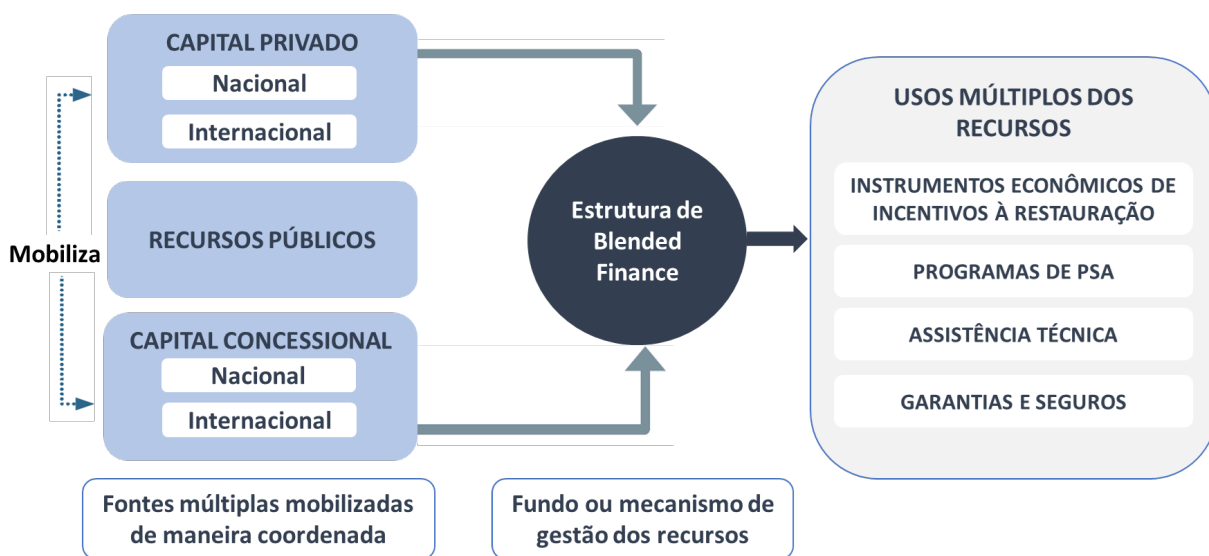 CAPITAL PRIVADO
Nacional
Internacional
RECURSOS PÚBLICOS
Mobiliza
CAPITAL CONCESSIONAL
Nacional
Internacional
Fontes múltiplas mobilizadas
de maneira coordenada
Estrutura de
Blended
Finance
Fundo ou mecanismo de
gestão dos recursos
USOS MÚLTIPLOS DOS
RECURSOS
INSTRUMENTOS ECONÔMICOS DE
INCENTIVOS À RESTAURAÇÃO
PROGRAMAS DE PSA
ASSISTÊNCIA TÉCNICA
GARANTIAS E SEGUROS